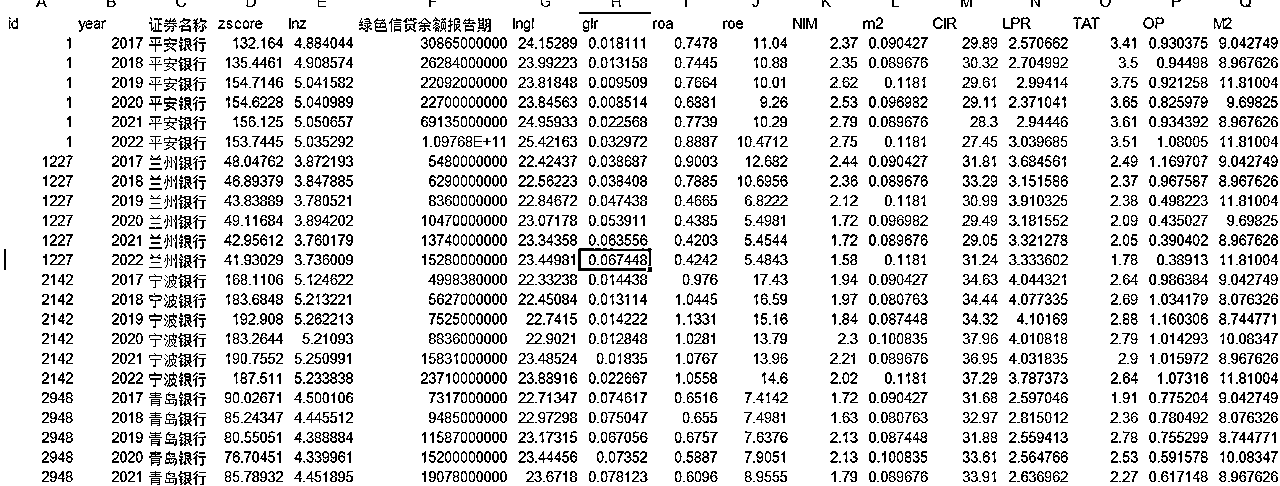 A B C D E F G H I J K L M N O P Q
id year 证券名称 zscore lnz 绿色信贷余额报告期 lngl glr roa roe NIM m2 CIR LPR TAT OP M2
1 2017 平安银行 132.164 4.884044 30865000000 24.15289 0.018111 0.7478 11.04 2.37 0.090427 29.89 2.570662 3.41 0.930375 9.042749
1 2018 平安银行 135.4461 4.908574 26284000000 23.99223 0.013158 0.7445 10.88 2.35 0.089676 30.32 2.704992 3.5 0.94498 8.967626
1 2019 平安银行 154.7146 5.041582 22092000000 23.81848 0.009509 0.7664 10.01 2.62 0.1181 29.61 2.99414 3.75 0.921258 11.81004
1 2020 平安银行 154.6228 5.040989 22700000000 23.84563 0.008514 0.6881 9.26 2.53 0.096982 29.11 2.371041 3.65 0.825979 9.69825
1 2021 平安银行 156.125 5.050657 69135000000 24.95933 0.022568 0.7739 10.29 2.79 0.089676 28.3 2.94446 3.61 0.934392 8.967626
1 2022 平安银行 153.7445 5.035292 1.09768E+11 25.42163 0.032972 0.8887 10.4712 2.75 0.1181 27.45 3.039685 3.51 1.08005 11.81004
1227 2017 兰州银行 48.04762 3.872193 5480000000 22.42437 0.038687 0.9003 12.682 2.44 0.090427 31.81 3.684561 2.49 1.169707 9.042749
1227 2018 兰州银行 46.89379 3.847885 6290000000 22.56223 0.038408 0.7885 10.6956 2.36 0.089676 33.29 3.151586 2.37 0.967587 8.967626
1227 2019 兰州银行 43.83889 3.780521 8360000000 22.84672 0.047438 0.4665 6.8222 2.12 0.1181 30.99 3.910325 2.38 0.498223 11.81004
1227 2020 兰州银行 49.11684 3.894202 10470000000 23.07178 0.053911 0.4385 5.4981 1.72 0.096982 29.49 3.181552 2.09 0.435027 9.69825
1227 2021 兰州银行 42.95612 3.760179 13740000000 23.34358 0.063556 0.4203 5.4544 1.72 0.089676 29.05 3.321278 2.05 0.390402 8.967626
1227 2022 兰州银行 41.93029 3.736009 15280000000 23.44981 0.067448 0.4242 5.4843 1.58 0.1181 31.24 3.333602 1.78 0.38913 11.81004
2142 2017 宁波银行 168.1106 5.124622 4998380000 22.33238 0.014438 0.976 17.43 1.94 0.090427 34.63 4.044321 2.64 0.986384 9.042749
2142 2018 宁波银行 183.6848 5.213221 5627000000 22.45084 0.013114 1.0445 16.59 1.97 0.080763 34.44 4.077335 2.69 1.034179 8.076326
2142 2019 宁波银行 192.908 5.262213 7525000000 22.7415 0.014222 1.1331 15.16 1.84 0.087448 34.32 4.10169 2.88 1.160306 8.744771
2142 2020 宁波银行 183.2644 5.21093 8836000000 22.9021 0.012848 1.0281 13.79 2.3 0.100835 37.96 4.010818 2.79 1.014293 10.08347
2142 2021 宁波银行 190.7552 5.250991 15831000000 23.48524 0.01835 1.0767 13.96 2.21 0.089676 36.95 4.031835 2.9 1.015972 8.967626
2142 2022 宁波银行 187.511 5.233838 23710000000 23.88916 0.022667 1.0558 14.6 2.02 0.1181 37.29 3.787373 2.64 1.07316 11.81004
2948 2017 青岛银行 90.02671 4.500106 7317000000 22.71347 0.074617 0.6516 7.4142 1.72 0.090427 31.68 2.597046 1.91 0.775204 9.042749
2948 2018 青岛银行 85.24347 4.445512 9485000000 22.97298 0.075047 0.655 7.4981 1.63 0.080763 32.97 2.815012 2.36 0.780492 8.076326
2948 2019 青岛银行 80.55051 4.388884 11587000000 23.17315 0.067056 0.6757 7.6376 2.13 0.087448 31.88 2.559413 2.78 0.755299 8.744771
2948 2020 青岛银行 76.70451 4.339961 15200000000 23.44456 0.07352 0.5887 7.9051 2.13 0.100835 33.61 2.564766 2.53 0.591578 10.08347
2948 2021 青岛银行 85.78932 4.451895 19078000000 23.6718 0.078123 0.6096 8.9555 1.79 0.089676 33.91 2.636962 2.27 0.617148 8.967626